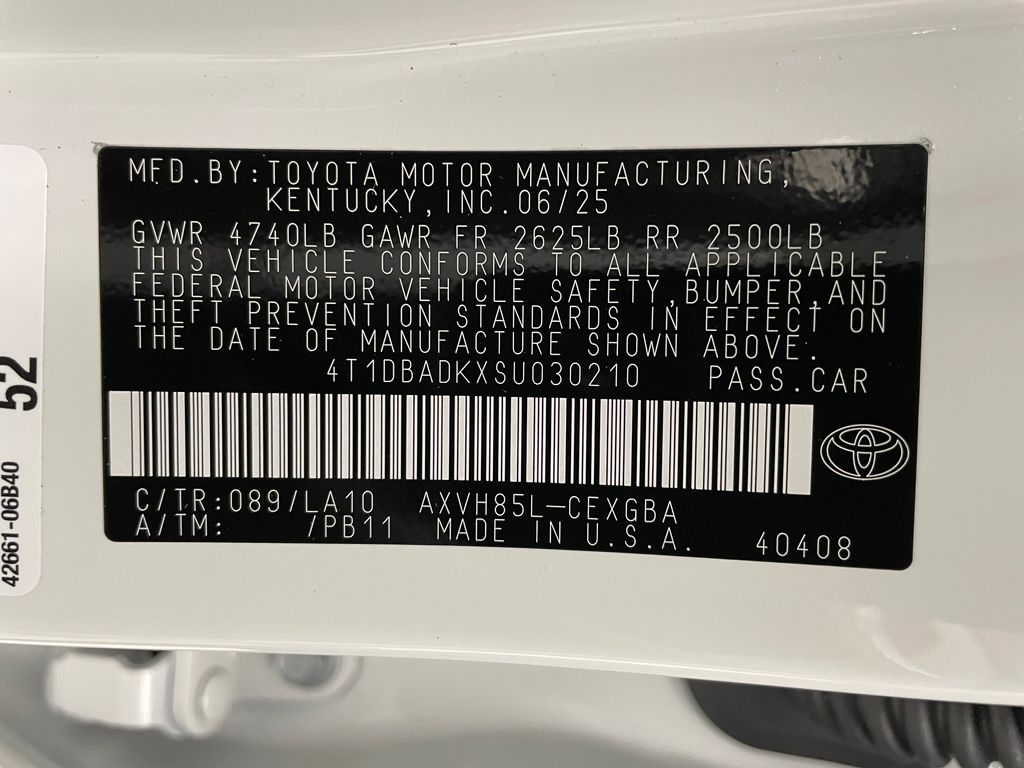 MFD.BY:TOYOTA MOTOR MANUFACTURING,
KENTUCKY,INC.06/25
GVWR 4740LB GAWR FR 2625LB RR 2500LB
THIS VEHICLE CONFORMS TO ALL APPLICABLE
FEDERAL MOTOR VEHICLE SAFETY,BUMPER,AND
THEFT PREVENTION STANDARDS IN EFFECT ON
THE DATE OF MANUFACTURE SHOWN ABOVE.
4T1DBADKXSU030210 PASS.CAR
C/TR:089/LA10 AXVH85L-CEXGBA
A/TM: /PB11 MADE IN U.S.A. 40408
52
42661-06B40